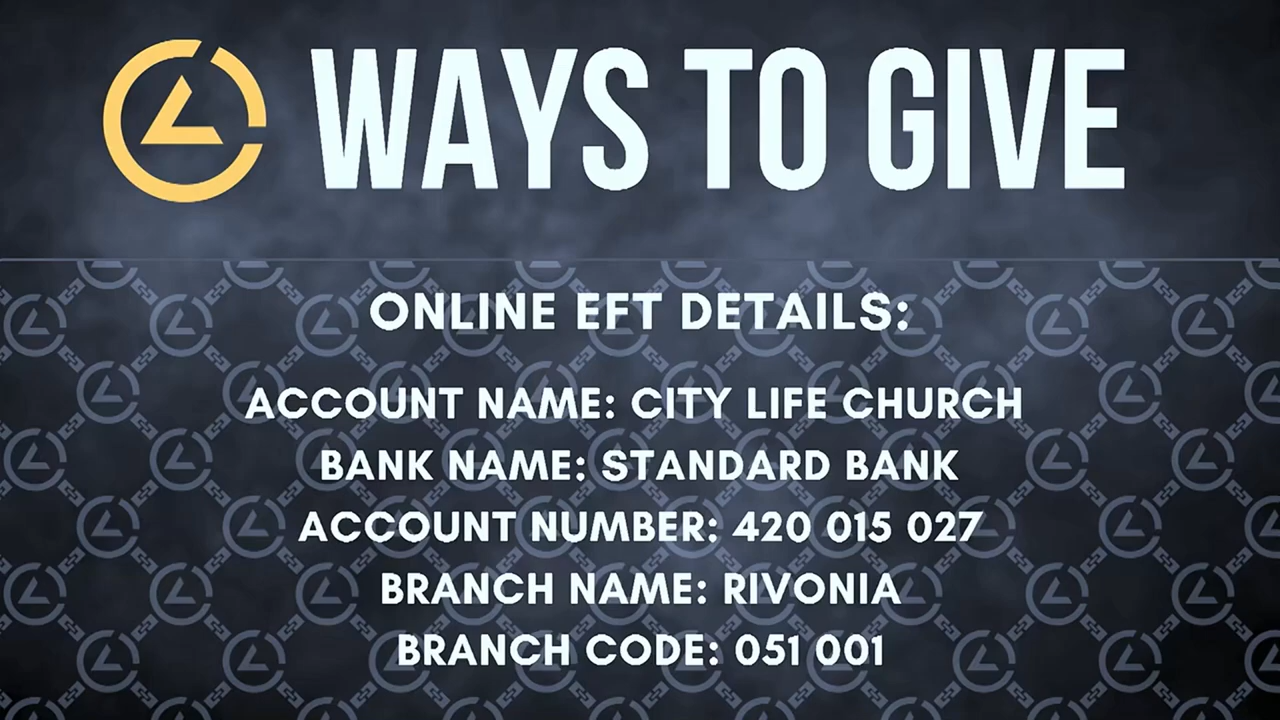 WAYS TO GIVE
ONLINE EFT DETAILS:
ACCOUNT NAME: CITY LIFE CHURCH
BANK NAME: STANDARD BANK
ACCOUNT NUMBER: 420 015 027
BRANCH NAME: RIVONIA
BRANCH CODE: 051 001